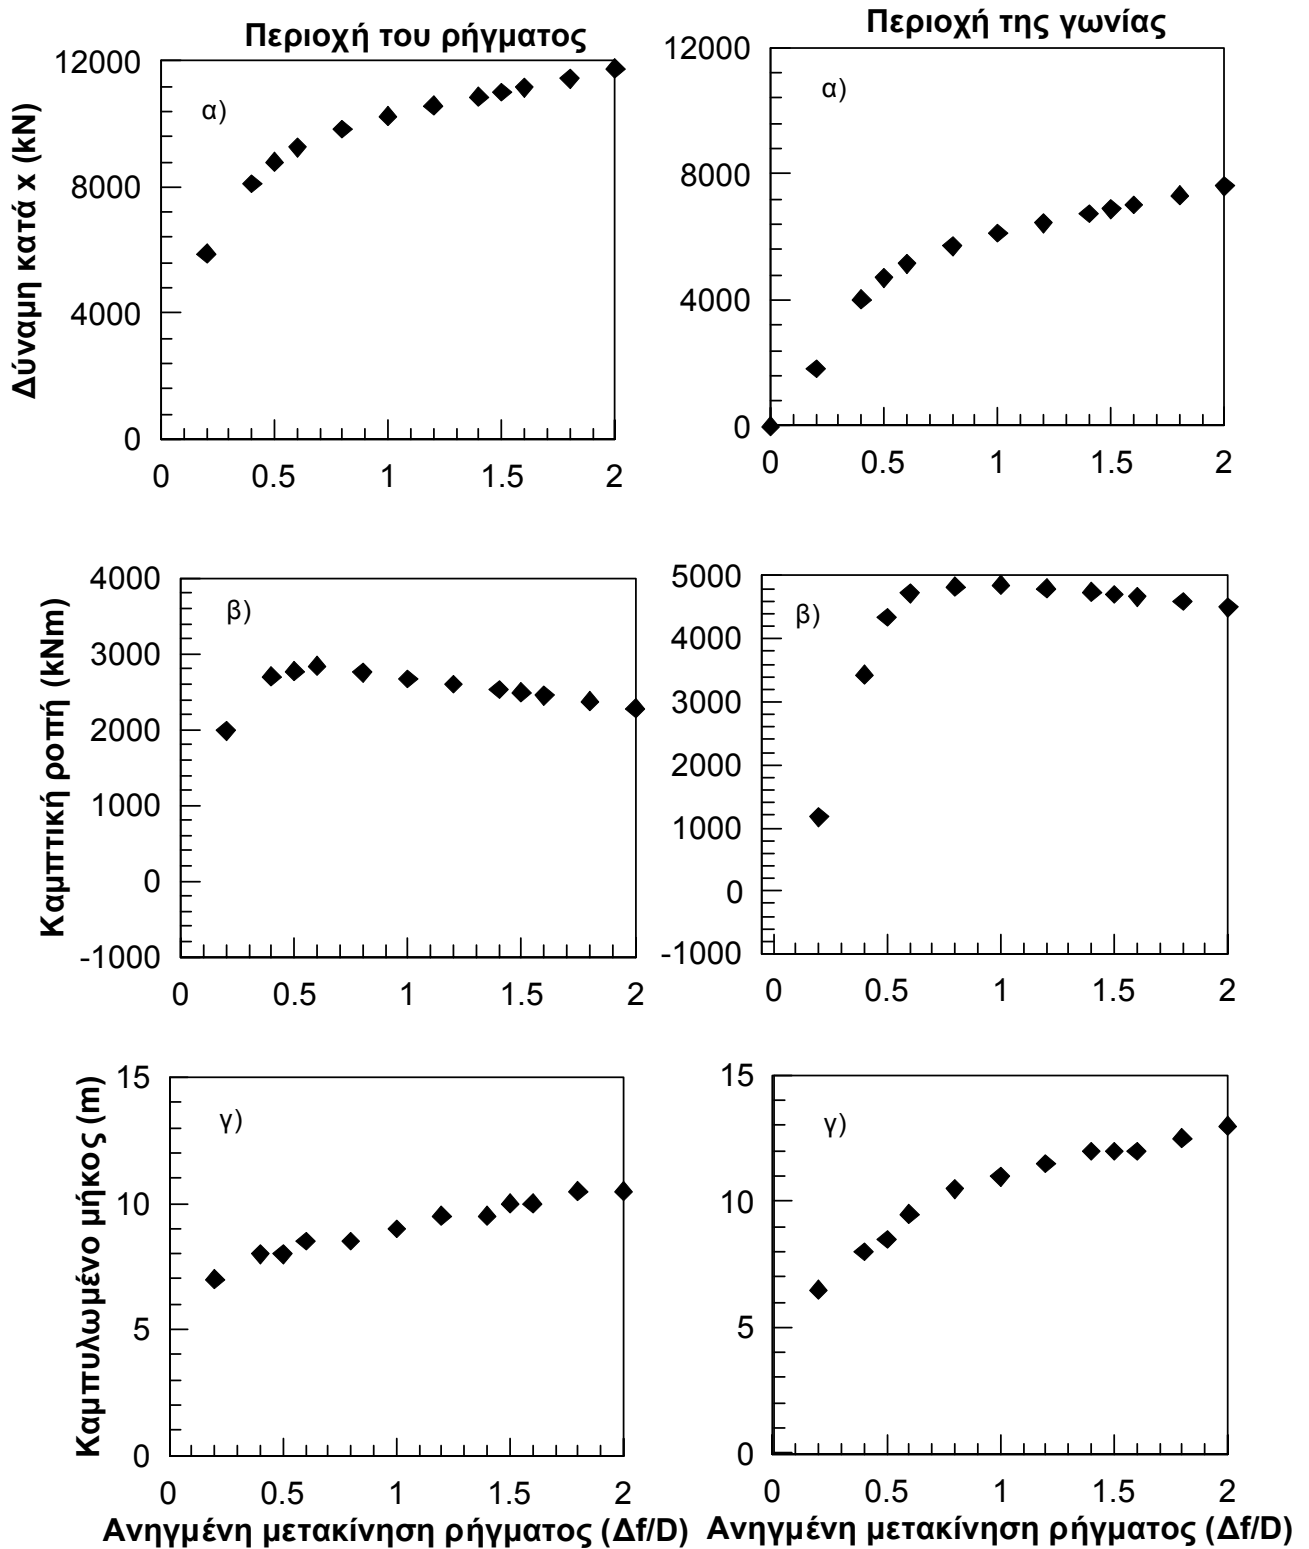 Περιοχή του ρήγματος
Περιοχή της γωνίας
Δύναμη κατά x (kN)
12000
8000
4000
0
α)
0 0.5 1 1.5 2
12000
8000
4000
0
α)
0 0.5 1 1.5 2
Καμπτική ροπή (kNm)
4000
3000
2000
1000
0
-1000
β)
0 0.5 1 1.5 2
5000
4000
3000
2000
1000
0
-1000
β)
0 0.5 1 1.5 2
Καμπυλωμένο μήκος (m)
15
10
5
0
γ)
0 0.5 1 1.5 2
Ανηγμένη μετακίνηση ρήγματος (Δf/D)
15
10
5
0
γ)
0 0.5 1 1.5 2
Ανηγμένη μετακίνηση ρήγματος (Δf/D)